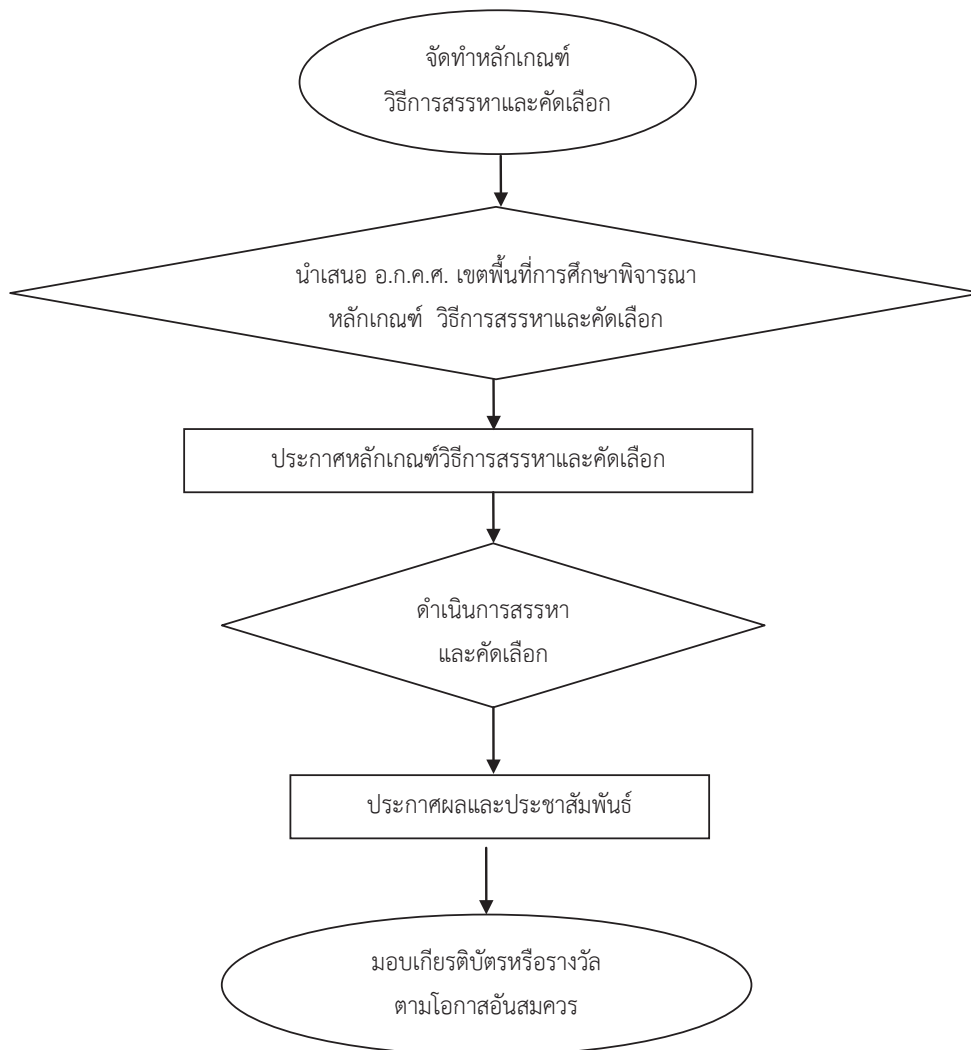 จัดทำหลักเกณฑ์
วิธีการสรรหาและคัดเลือก
นำเสนอ อ.ก.ค.ศ. เขตพื้นที่การศึกษาพิจารณา
หลักเกณฑ์ วิธีการสรรหาและคัดเลือก
ประกาศหลักเกณฑ์วิธีการสรรหาและคัดเลือก
ดำเนินการสรรหา
และคัดเลือก
ประกาศผลและประชาสัมพันธ์
มอบเกียรติบัตรหรือรางวัล
ตามโอกาสอันสมควร